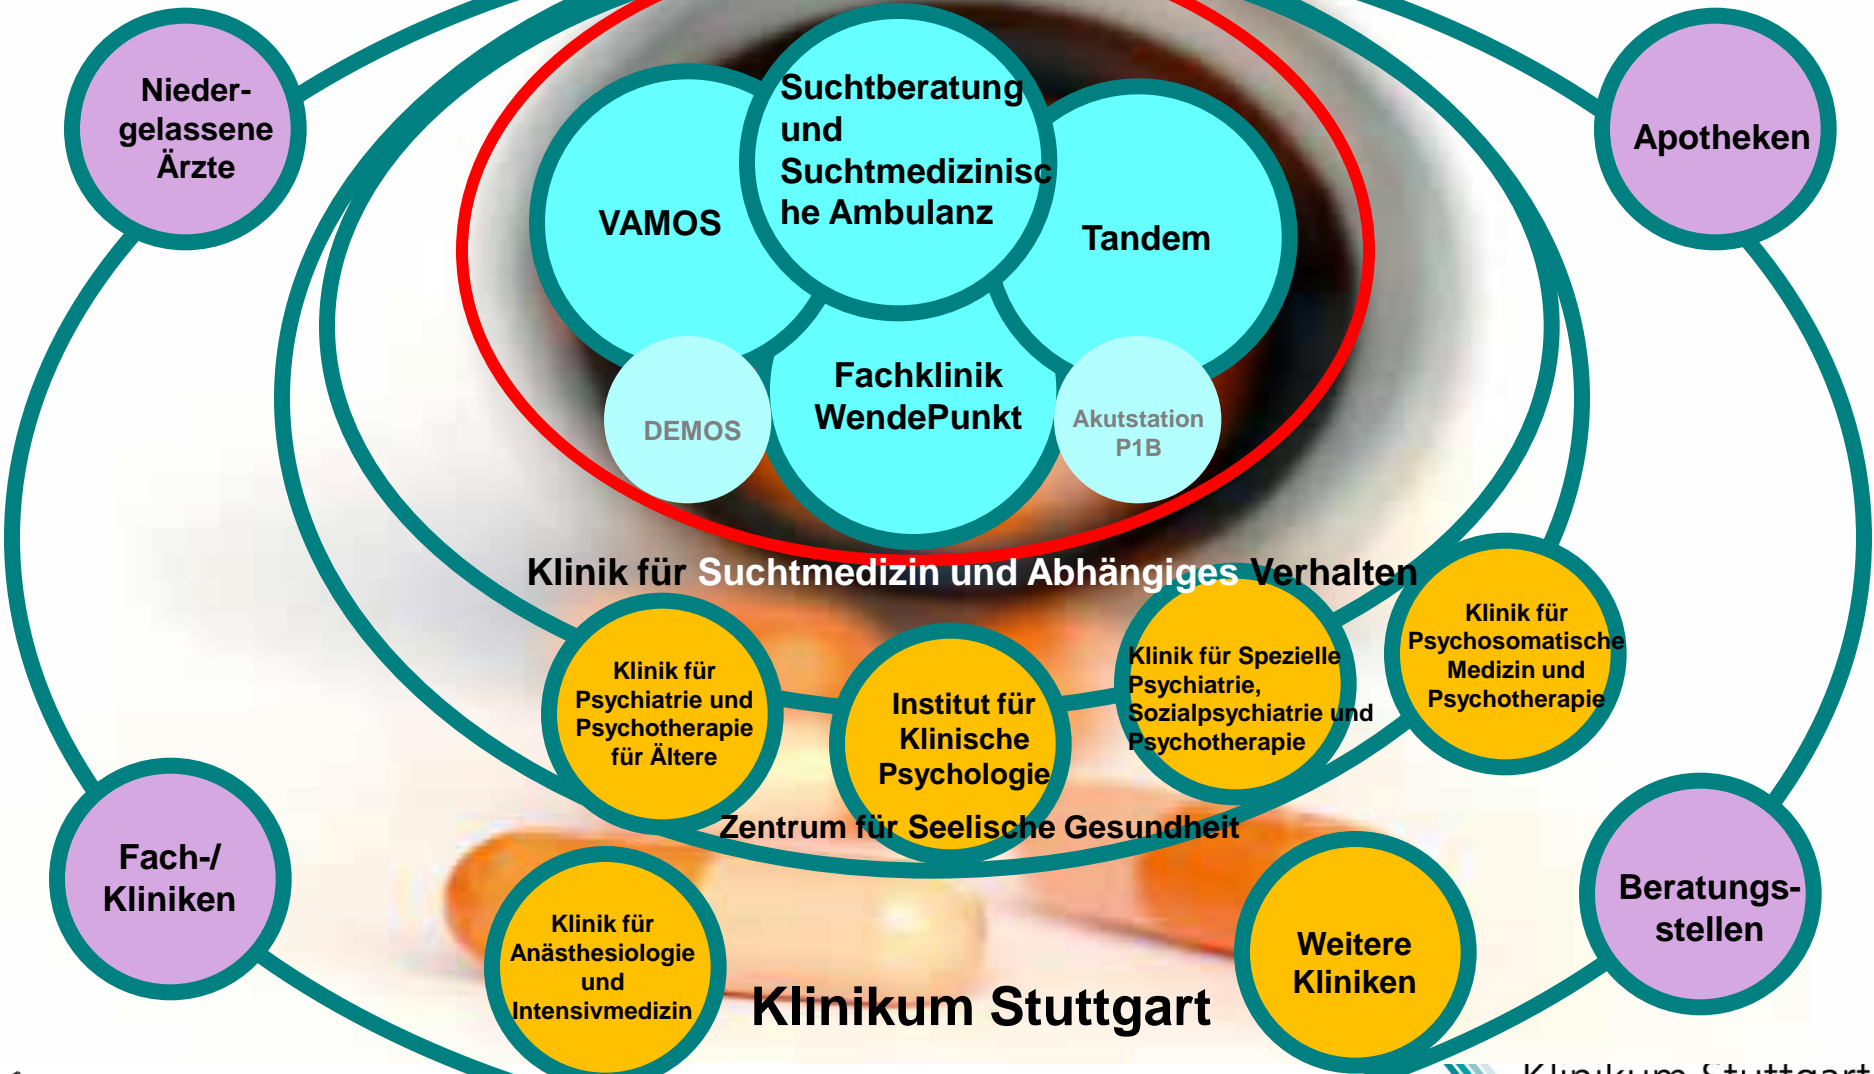 Nieder-
gelassene
Ärzte
Suchtberatung
und
Suchtmedizinisc
he Ambulanz
Apotheken
VAMOS
Tandem
Fachklinik
WendePunkt
DEMOS
Akutstation
P1B
Klinik für Suchtmedizin und Abhängiges Verhalten
Klinik für
Psychiatrie und
Psychotherapie
für Ältere
Institut für
Klinische
Psychologie
Klinik für Spezielle
Psychiatrie,
Sozialpsychiatrie und
Psychotherapie
Klinik für
Psychosomatische
Medizin und
Psychotherapie
Zentrum für Seelische Gesundheit
Fach-/
Kliniken
Beratungs-
stellen
Klinik für
Anästhesiologie
und
Intensivmedizin
Weitere
Kliniken
Klinikum Stuttgart
Klinikum Stuttgart